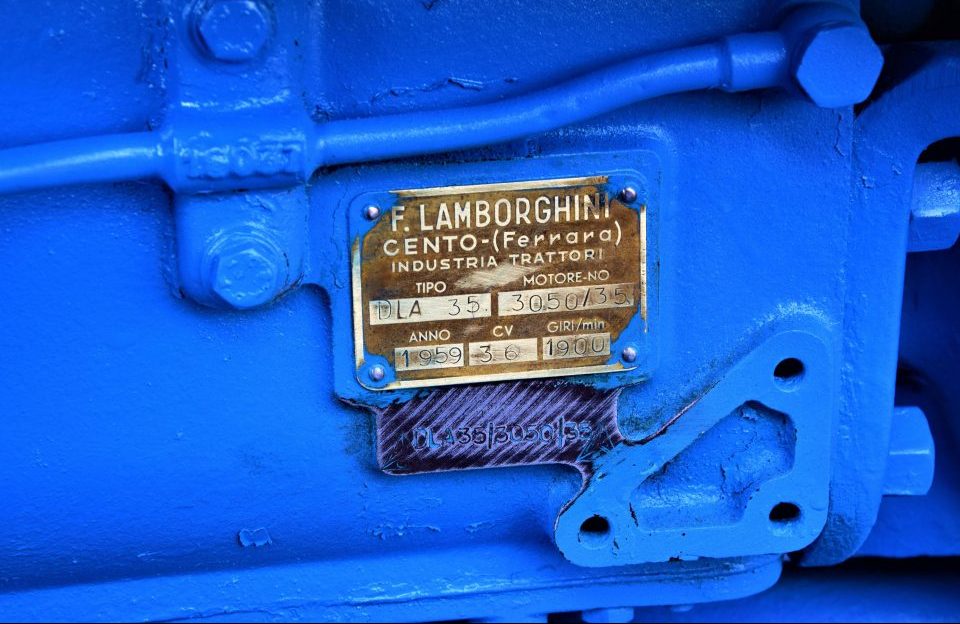 F. LAMBORGHINI
CENTO-(Ferrara)
INDUSTRIA TRATTORI
TIPO MOTORE-NO
DLA 35. 3050/35.
ANNO CV GIRI/min
1959 36 1900
DLA35/3050/35